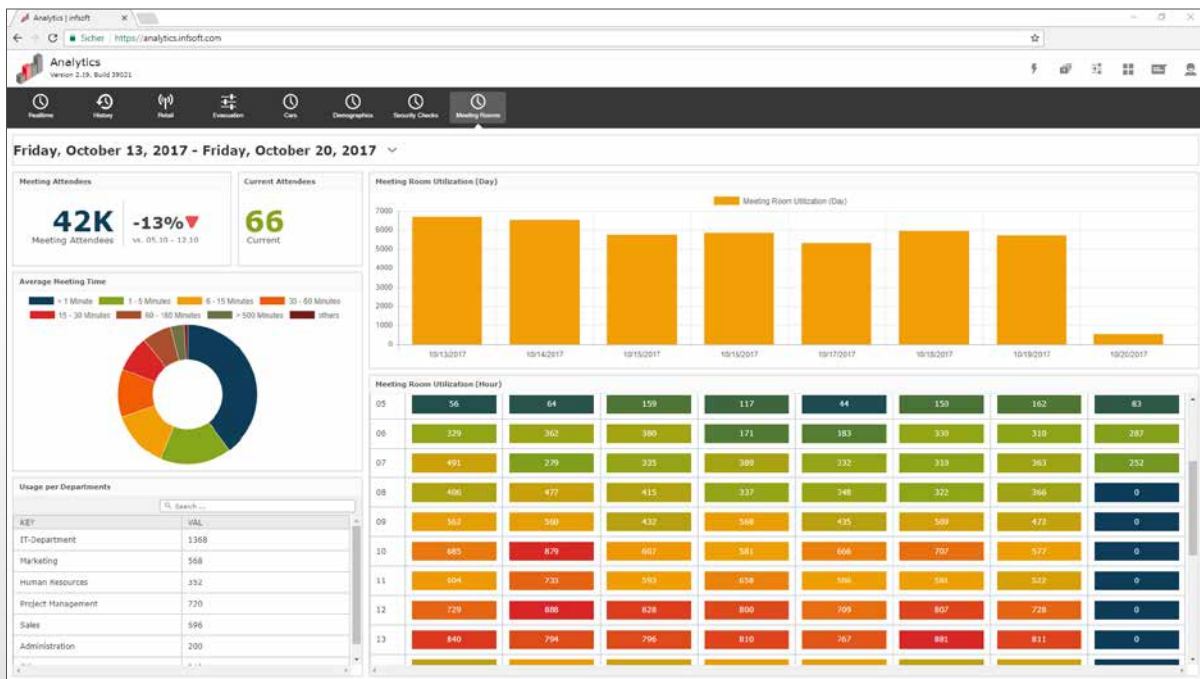 Analytics | infsoft
Sicher https://analytics.infsoft.com
Analytics
Version 2.19, Build 39021
Realtime History Retail Evacuation Cars Demographics Security Checks Meeting Rooms
Friday, October 13, 2017 - Friday, October 20, 2017
Meeting Attendees
42K
Meeting Attendees
-13%
vs. 05.10 - 12.10
Current Attendees
66
Current
Average Meeting Time
< 1 Minute 1 - 5 Minutes 6 - 15 Minutes 30 - 60 Minutes
15 - 30 Minutes 60 - 180 Minutes > 500 Minutes others
Usage per Departments
Search ...
KEY VAL
IT-Department 1368
Marketing 568
Human Resources 352
Project Management 720
Sales 696
Administration 200
Meeting Room Utilization (Day)
Meeting Room Utilization (Day)
7000
6000
5000
4000
3000
2000
1000
0
10/13/2017 10/14/2017 10/15/2017 10/16/2017 10/17/2017 10/18/2017 10/19/2017 10/20/2017
Meeting Room Utilization (Hour)
05 56 64 159 117 44 150 162 83
06 329 362 380 171 183 330 310 287
07 491 279 335 389 232 310 363 252
08 486 477 415 337 348 322 366 0
09 562 560 432 568 435 509 472 0
10 685 879 607 581 666 707 577 0
11 604 733 593 658 586 561 522 0
12 729 888 828 800 709 807 728 0
13 840 794 796 810 767 881 811 0